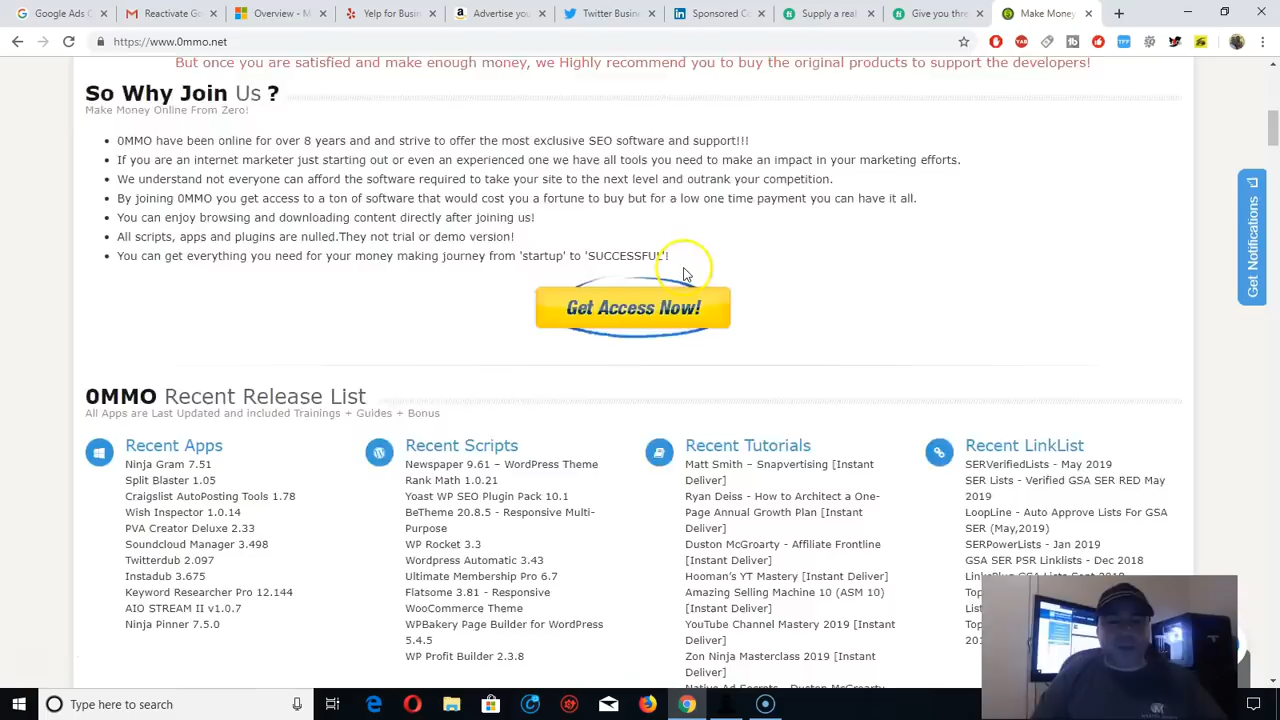 Google Ads C
Reactivate Go
Overview - M
Yelp for Busin
Advertise you
Twitter Busin
Sponsored Co
Supply a real
Give you thre
Make Money
https://www.0mmo.net
But once you are satisfied and make enough money, we Highly recommend you to buy the original products to support the developers!
So Why Join Us ?
Make Money Online From Zero!
0MMO have been online for over 8 years and and strive to offer the most exclusive SEO software and support!!!
If you are an internet marketer just starting out or even an experienced one we have all tools you need to make an impact in your marketing efforts.
We understand not everyone can afford the software required to take your site to the next level and outrank your competition.
By joining 0MMO you get access to a ton of software that would cost you a fortune to buy but for a low one time payment you can have it all.
You can enjoy browsing and downloading content directly after joining us!
All scripts, apps and plugins are nulled.They not trial or demo version!
You can get everything you need for your money making journey from 'startup' to 'SUCCESSFUL'!
Get Access Now!
Get Notifications
0MMO Recent Release List
All Apps are Last Updated and included Trainings + Guides + Bonus
Recent Apps
Ninja Gram 7.51
Split Blaster 1.05
Craigslist AutoPosting Tools 1.78
Wish Inspector 1.0.14
PVA Creator Deluxe 2.33
Soundcloud Manager 3.498
Twitterdub 2.097
Instadub 3.675
Keyword Researcher Pro 12.144
AIO STREAM II v1.0.7
Ninja Pinner 7.5.0
Recent Scripts
Newspaper 9.61 – WordPress Theme
Rank Math 1.0.21
Yoast WP SEO Plugin Pack 10.1
BeTheme 20.8.5 - Responsive Multi-
Purpose
WP Rocket 3.3
Wordpress Automatic 3.43
Ultimate Membership Pro 6.7
Flatsome 3.81 - Responsive
WooCommerce Theme
WPBakery Page Builder for WordPress
5.4.5
WP Profit Builder 2.3.8
Recent Tutorials
Matt Smith – Snapvertising [Instant
Deliver]
Ryan Deiss - How to Architect a One-
Page Annual Growth Plan [Instant
Deliver]
Duston McGroarty - Affiliate Frontline
[Instant Deliver]
Hooman's YT Mastery [Instant Deliver]
Amazing Selling Machine 10 (ASM 10)
[Instant Deliver]
YouTube Channel Mastery 2019 [Instant
Deliver]
Zon Ninja Masterclass 2019 [Instant
Deliver]
Native Ad Secrets - Duston McGroarty
Recent LinkList
SERVerifiedLists - May 2019
SER Lists - Verified GSA SER RED May
2019
LoopLine - Auto Approve Lists For GSA
SER (May,2019)
SERPowerLists - Jan 2019
GSA SER PSR Linklists - Dec 2018
Type here to search